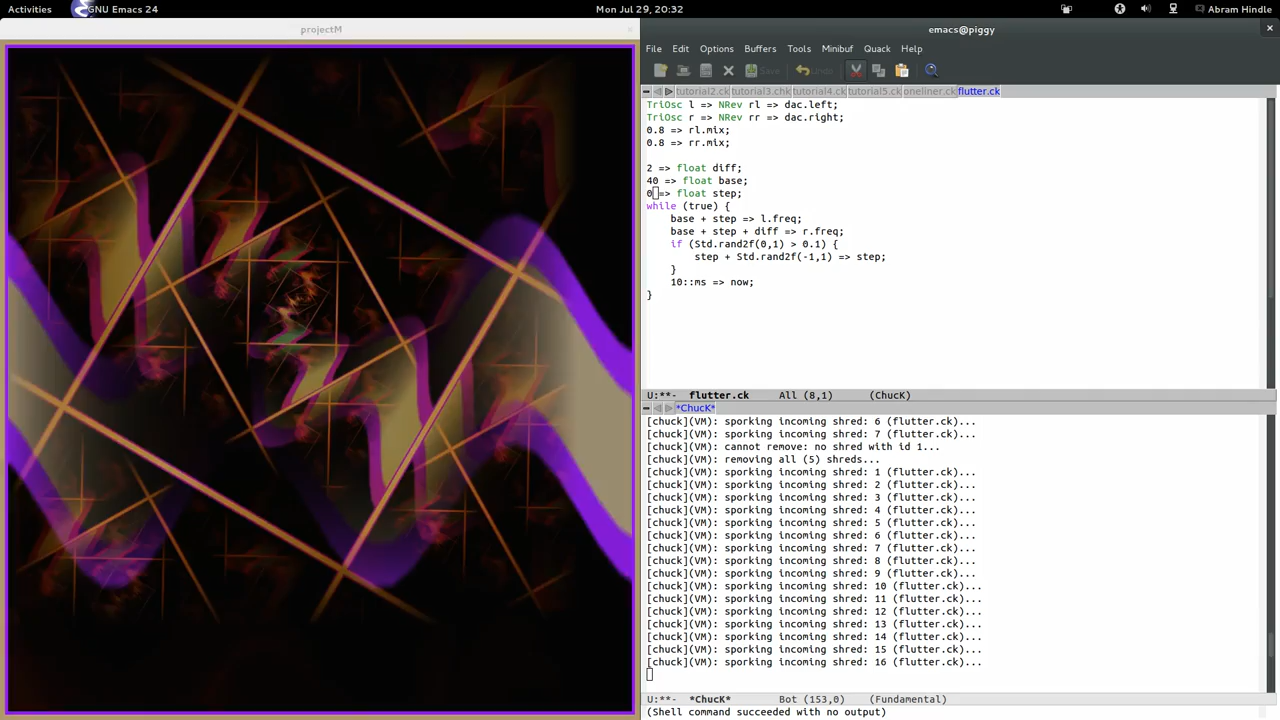 Activities GNU Emacs 24 Mon Jul 29, 20:32 Abram Hindle
projectM
emacs@piggy
File Edit Options Buffers Tools Minibuf Quack Help
Save Undo
tutorial2.ck tutorial3.chk tutorial4.ck tutorial5.ck oneliner.ck flutter.ck
TriOsc l => NRev rl => dac.left;
TriOsc r => NRev rr => dac.right;
0.8 => rl.mix;
0.8 => rr.mix;
2 => float diff;
40 => float base;
0 => float step;
while (true) {
base + step => l.freq;
base + step + diff => r.freq;
if (Std.rand2f(0,1) > 0.1) {
step + Std.rand2f(-1,1) => step;
}
10::ms => now;
}
U:**- flutter.ck All (8,1) (ChucK)
*ChucK*
[chuck](VM): sporking incoming shred: 6 (flutter.ck)...
[chuck](VM): sporking incoming shred: 7 (flutter.ck)...
[chuck](VM): cannot remove: no shred with id 1...
[chuck](VM): removing all (5) shreds...
[chuck](VM): sporking incoming shred: 1 (flutter.ck)...
[chuck](VM): sporking incoming shred: 2 (flutter.ck)...
[chuck](VM): sporking incoming shred: 3 (flutter.ck)...
[chuck](VM): sporking incoming shred: 4 (flutter.ck)...
[chuck](VM): sporking incoming shred: 5 (flutter.ck)...
[chuck](VM): sporking incoming shred: 6 (flutter.ck)...
[chuck](VM): sporking incoming shred: 7 (flutter.ck)...
[chuck](VM): sporking incoming shred: 8 (flutter.ck)...
[chuck](VM): sporking incoming shred: 9 (flutter.ck)...
[chuck](VM): sporking incoming shred: 10 (flutter.ck)...
[chuck](VM): sporking incoming shred: 11 (flutter.ck)...
[chuck](VM): sporking incoming shred: 12 (flutter.ck)...
[chuck](VM): sporking incoming shred: 13 (flutter.ck)...
[chuck](VM): sporking incoming shred: 14 (flutter.ck)...
[chuck](VM): sporking incoming shred: 15 (flutter.ck)...
[chuck](VM): sporking incoming shred: 16 (flutter.ck)...
U:**- *ChucK* Bot (153,0) (Fundamental)
(Shell command succeeded with no output)